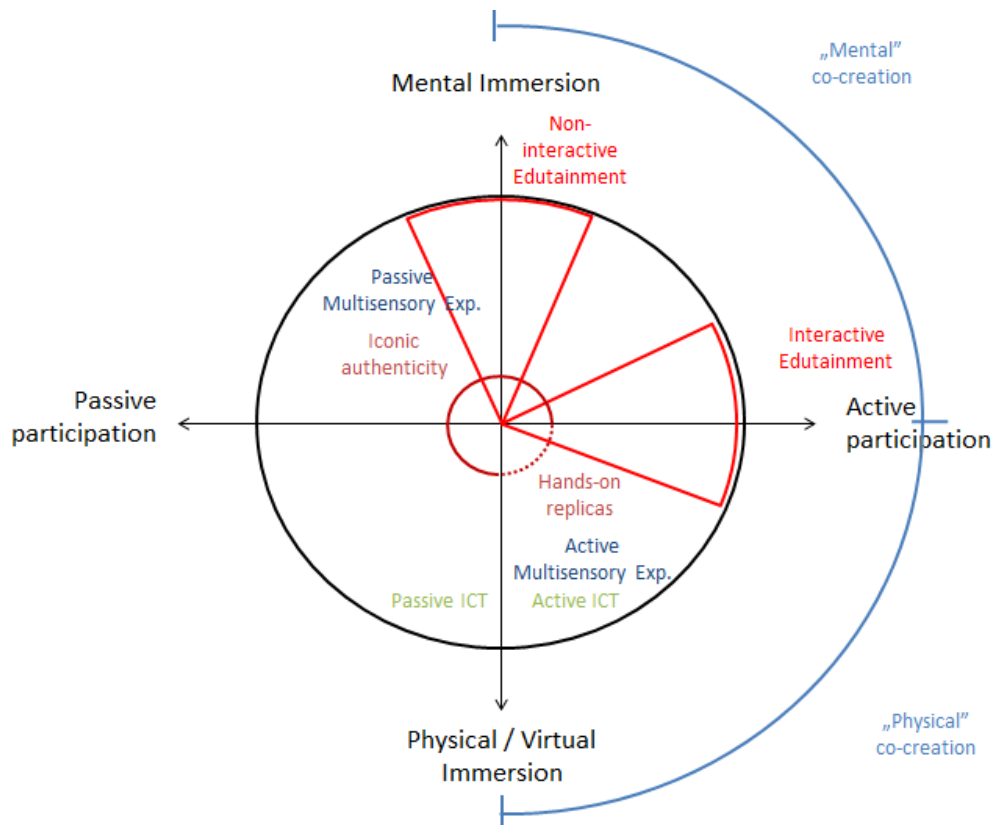 „Mental”
co-creation
Mental Immersion
Non-
interactive
Edutainment
Passive
Multisensory Exp.
Iconic
authenticity
Interactive
Edutainment
Passive
participation
Active
participation
Hands-on
replicas
Active
Multisensory Exp.
Passive ICT
Active ICT
„Physical”
co-creation
Physical / Virtual
Immersion